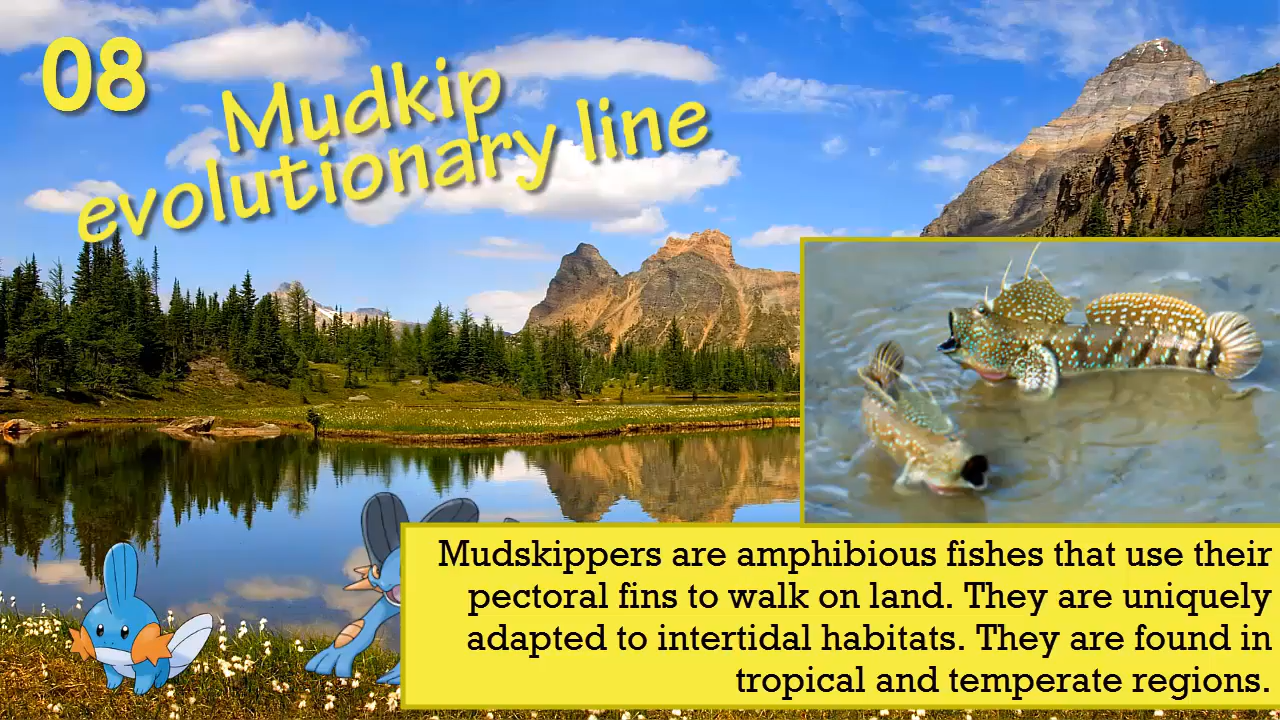 08
Mudkip
evolutionary line
Mudskippers are amphibious fishes that use their
pectoral fins to walk on land. They are uniquely
adapted to intertidal habitats. They are found in
tropical and temperate regions.